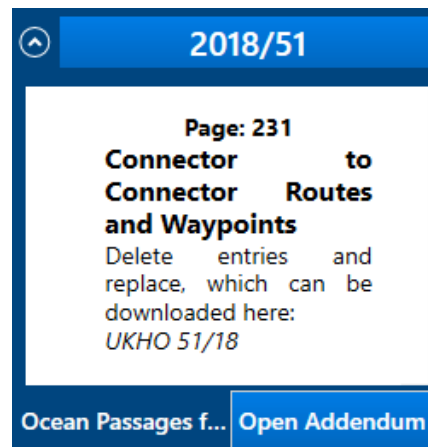 2018/51
Page: 231
Connector to
Connector Routes
and Waypoints
Delete entries and
replace, which can be
downloaded here:
UKHO 51/18
Ocean Passages f... Open Addendum